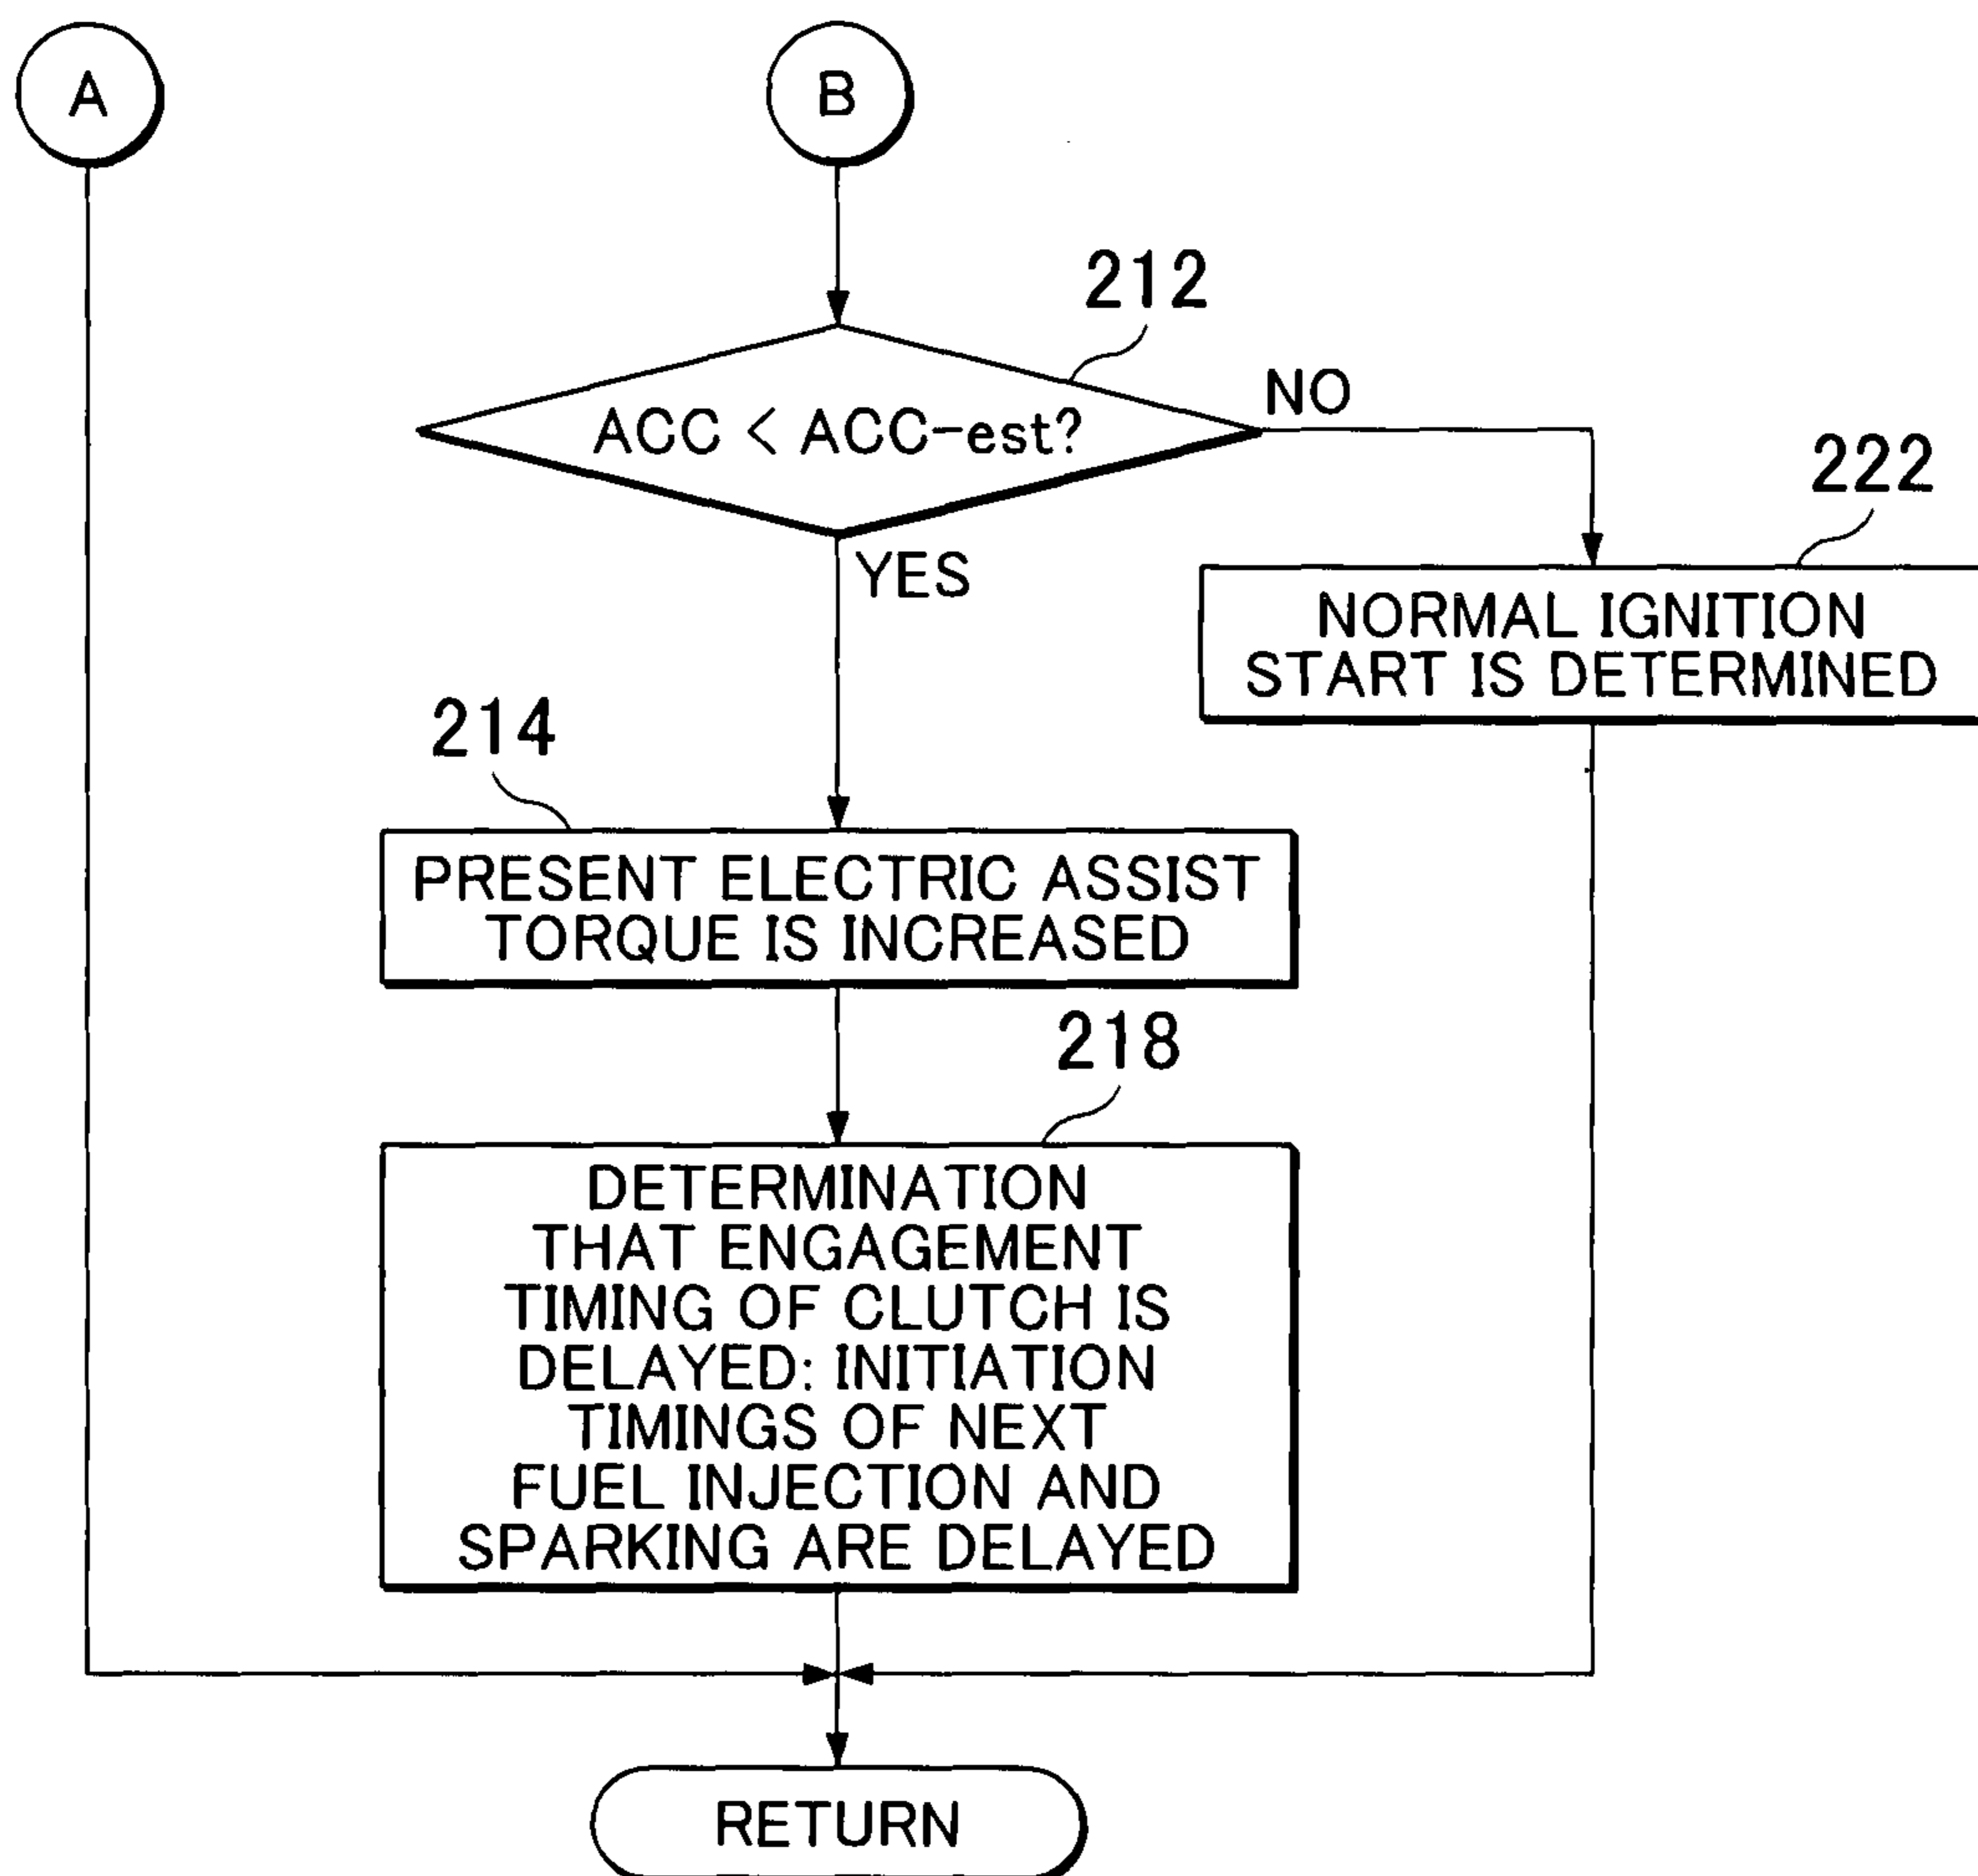 A
B
212
ACC < ACC-est?
NO
222
YES
NORMAL IGNITION
START IS DETERMINED
214
PRESENT ELECTRIC ASSIST
TORQUE IS INCREASED
218
DETERMINATION
THAT ENGAGEMENT
TIMING OF CLUTCH IS
DELAYED: INITIATION
TIMINGS OF NEXT
FUEL INJECTION AND
SPARKING ARE DELAYED
RETURN